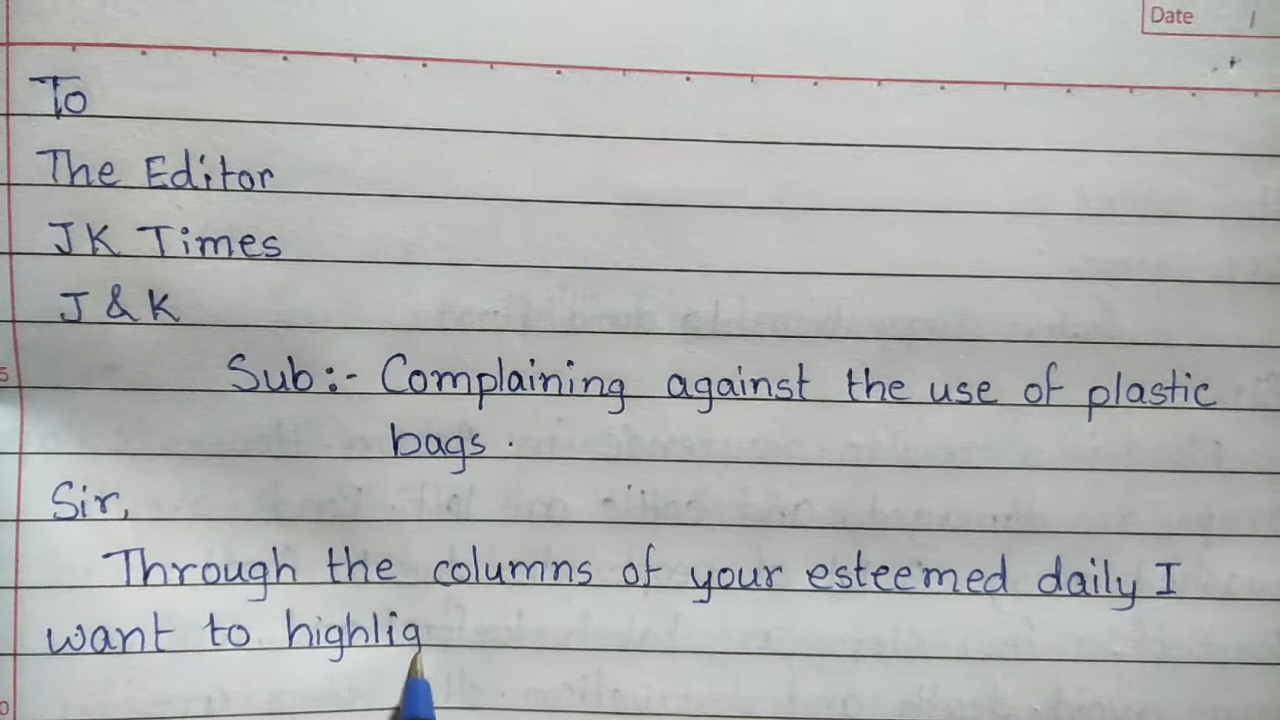 Date /
To
The Editor
JK Times
J & K
Sub:- Complaining against the use of plastic
bags.
Sir,
Through the columns of your esteemed daily I
want to highlig